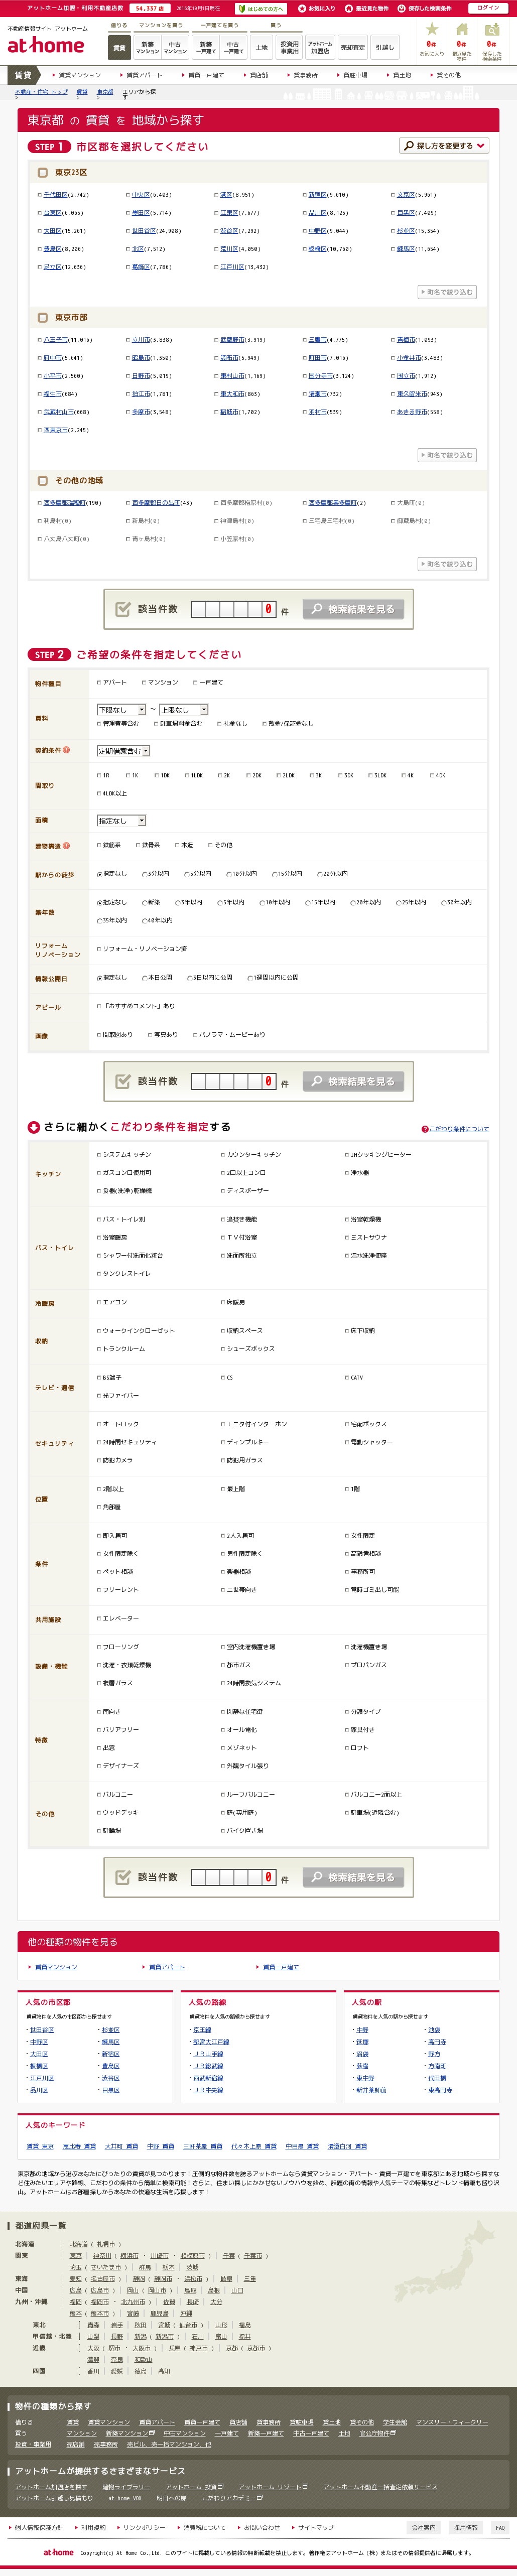 アットホーム加盟・利用不動産店数 54,337 店 2018年10月1日現在 はじめての方へ お気に入り 最近見た物件 保存した検索条件 ログイン
不動産情報サイト アットホーム
at-home
借りる マンションを買う 一戸建てを買う 買う
賃貸 新築マンション 中古マンション 新築一戸建て 中古一戸建て 土地 投資用事業用 アットホーム加盟店 売却査定 引越し
0件 お気に入り 0件 最近見た物件 0件 保存した検索条件
賃貸 賃貸マンション 賃貸アパート 賃貸一戸建て 貸店舗 貸事務所 貸駐車場 貸土地 貸その他
不動産・住宅 トップ > 賃貸 > 東京都 > エリアから探す
東京都 の 賃貸 を 地域から探す
STEP 1 市区郡を選択してください 探し方を変更する
東京23区
千代田区(2,742) 中央区(6,403) 港区(8,951) 新宿区(9,610) 文京区(5,961)
台東区(6,065) 墨田区(5,714) 江東区(7,677) 品川区(8,125) 目黒区(7,409)
大田区(15,261) 世田谷区(24,908) 渋谷区(7,292) 中野区(9,044) 杉並区(15,354)
豊島区(8,206) 北区(7,512) 荒川区(4,050) 板橋区(10,760) 練馬区(11,654)
足立区(12,636) 葛飾区(7,786) 江戸川区(13,432)
町名で絞り込む
東京市部
八王子市(11,016) 立川市(3,838) 武蔵野市(3,919) 三鷹市(4,775) 青梅市(1,093)
府中市(5,641) 昭島市(1,350) 調布市(5,949) 町田市(7,016) 小金井市(3,483)
小平市(2,560) 日野市(5,019) 東村山市(1,169) 国分寺市(3,124) 国立市(1,912)
福生市(684) 狛江市(1,781) 東大和市(863) 清瀬市(732) 東久留米市(943)
武蔵村山市(668) 多摩市(3,548) 稲城市(1,702) 羽村市(539) あきる野市(558)
西東京市(2,245)
町名で絞り込む
その他の地域
西多摩郡瑞穂町(190) 西多摩郡日の出町(43) 西多摩郡檜原村(0) 西多摩郡奥多摩町(2) 大島町(0)
利島村(0) 新島村(0) 神津島村(0) 三宅島三宅村(0) 御蔵島村(0)
八丈島八丈町(0) 青ヶ島村(0) 小笠原村(0)
町名で絞り込む
該当件数 0 件 検索結果を見る
STEP 2 ご希望の条件を指定してください
物件種目 アパート マンション 一戸建て
賃料 下限なし ～ 上限なし
管理費等含む 駐車場料金含む 礼金なし 敷金/保証金なし
契約条件 定期借家含む
間取り 1R 1K 1DK 1LDK 2K 2DK 2LDK 3K 3DK 3LDK 4K 4DK
4LDK以上
面積 指定なし
建物構造 鉄筋系 鉄骨系 木造 その他
駅からの徒歩 指定なし 3分以内 5分以内 10分以内 15分以内 20分以内
築年数 指定なし 新築 3年以内 5年以内 10年以内 15年以内 20年以内 25年以内 30年以内
35年以内 40年以内
リフォームリノベーション リフォーム・リノベーション済
情報公開日 指定なし 本日公開 3日以内に公開 1週間以内に公開
アピール 「おすすめコメント」あり
画像 間取図あり 写真あり パノラマ・ムービーあり
該当件数 0 件 検索結果を見る
さらに細かくこだわり条件を指定する こだわり条件について
キッチン システムキッチン カウンターキッチン IHクッキングヒーター
ガスコンロ使用可 2口以上コンロ 浄水器
食器(洗浄)乾燥機 ディスポーザー
バス・トイレ バス・トイレ別 追焚き機能 浴室乾燥機
浴室暖房 TV付浴室 ミストサウナ
シャワー付洗面化粧台 洗面所独立 温水洗浄便座
タンクレストイレ
冷暖房 エアコン 床暖房
収納 ウォークインクローゼット 収納スペース 床下収納
トランクルーム シューズボックス
テレビ・通信 BS端子 CS CATV
光ファイバー
セキュリティ オートロック モニタ付インターホン 宅配ボックス
24時間セキュリティ ディンプルキー 電動シャッター
防犯カメラ 防犯用ガラス
位置 2階以上 最上階 1階
角部屋
条件 即入居可 2人入居可 女性限定
女性限定除く 男性限定除く 高齢者相談
ペット相談 楽器相談 事務所可
フリーレント 二世帯向き 常時ゴミ出し可能
共用施設 エレベーター
設備・機能 フローリング 室内洗濯機置き場 洗濯機置き場
洗濯・衣類乾燥機 都市ガス プロパンガス
複層ガラス 24時間換気システム
特徴 南向き 閑静な住宅街 分譲タイプ
バリアフリー オール電化 家具付き
出窓 メゾネット ロフト
デザイナーズ 外観タイル張り
その他 バルコニー ルーフバルコニー バルコニー2面以上
ウッドデッキ 庭(専用庭) 駐車場(近隣含む)
駐輪場 バイク置き場
該当件数 0 件 検索結果を見る
他の種類の物件を見る
賃貸マンション 賃貸アパート 賃貸一戸建て
人気の市区郡 人気の路線 人気の駅
賃貸物件を人気の市区郡から探せます 賃貸物件を人気の路線から探せます 賃貸物件を人気の駅から探せます
・世田谷区 ・杉並区 ・京王線 ・中野 ・池袋
・中野区 ・練馬区 ・都営大江戸線 ・笹塚 ・高円寺
・大田区 ・新宿区 ・JR山手線 ・沼袋 ・野方
・板橋区 ・豊島区 ・JR総武線 ・荻窪 ・方南町
・江戸川区 ・渋谷区 ・西武新宿線 ・東中野 ・代田橋
・品川区 ・目黒区 ・JR中央線 ・新井薬師前 ・東高円寺
人気のキーワード
賃貸 東京 恵比寿 賃貸 大井町 賃貸 中野 賃貸 三軒茶屋 賃貸 代々木上原 賃貸 中目黒 賃貸 清澄白河 賃貸
東京都の地域から選ぶあなたにぴったりの賃貸が見つかります！圧倒的な物件数を誇るアットホームなら賃貸マンション・アパート・賃貸一戸建てを東京都にある地域から探すなど住みたいエリアや路線、こだわりの条件から簡単に賃貸を探せます。さらに、住まい探しにかかせないノウハウを始め、話題の街の情報や人気テーマの特集などトレンド情報も盛り沢山。アットホームはお部屋探しからあなたの快適な生活を応援します！
都道府県一覧
北海道 北海道 ( 札幌市 )
関東 東京 神奈川 ( 横浜市 ・ 川崎市 ・ 相模原市 ) 千葉 ( 千葉市 )
埼玉 ( さいたま市 ) 群馬 栃木 茨城
東海 愛知 ( 名古屋市 ) 静岡 ( 静岡市 ・ 浜松市 ) 岐阜 三重
中国 広島 ( 広島市 ) 岡山 ( 岡山市 ) 鳥取 島根 山口
九州・沖縄 福岡 ( 福岡市 ・ 北九州市 ) 佐賀 長崎 大分
熊本 ( 熊本市 ) 宮崎 鹿児島 沖縄
東北 青森 岩手 秋田 宮城 ( 仙台市 ) 山形 福島
甲信越・北陸 山梨 長野 新潟 ( 新潟市 ) 石川 富山 福井
近畿 大阪 ( 堺市 ・ 大阪市 ) 兵庫 ( 神戸市 ) 京都 ( 京都市 )
滋賀 奈良 和歌山
四国 香川 愛媛 徳島 高知
物件の種類から探す
借りる 賃貸 賃貸マンション 賃貸アパート 賃貸一戸建て 貸店舗 貸事務所 貸駐車場 貸土地 貸その他 学生会館 マンスリー・ウィークリー
買う マンション 新築マンション 中古マンション 一戸建て 新築一戸建て 中古一戸建て 土地 官公庁物件
投資・事業用 売店舗 売事務所 売ビル、売一括マンション、他
アットホームが提供するさまざまなサービス
アットホーム加盟店を探す 建物ライブラリー アットホーム 投資 アットホーム リゾート アットホーム不動産一括査定依頼サービス
アットホーム引越し見積もり at home VOX 明日への扉 こだわりアカデミー
個人情報保護方針 利用規約 リンクポリシー 消費税について お問い合わせ サイトマップ 会社案内 採用情報 FAQ
at-home Copyright(c) At Home Co.,Ltd. このサイトに掲載している情報の無断転載を禁止します。著作権はアットホーム(株)またはその情報提供者に帰属します。